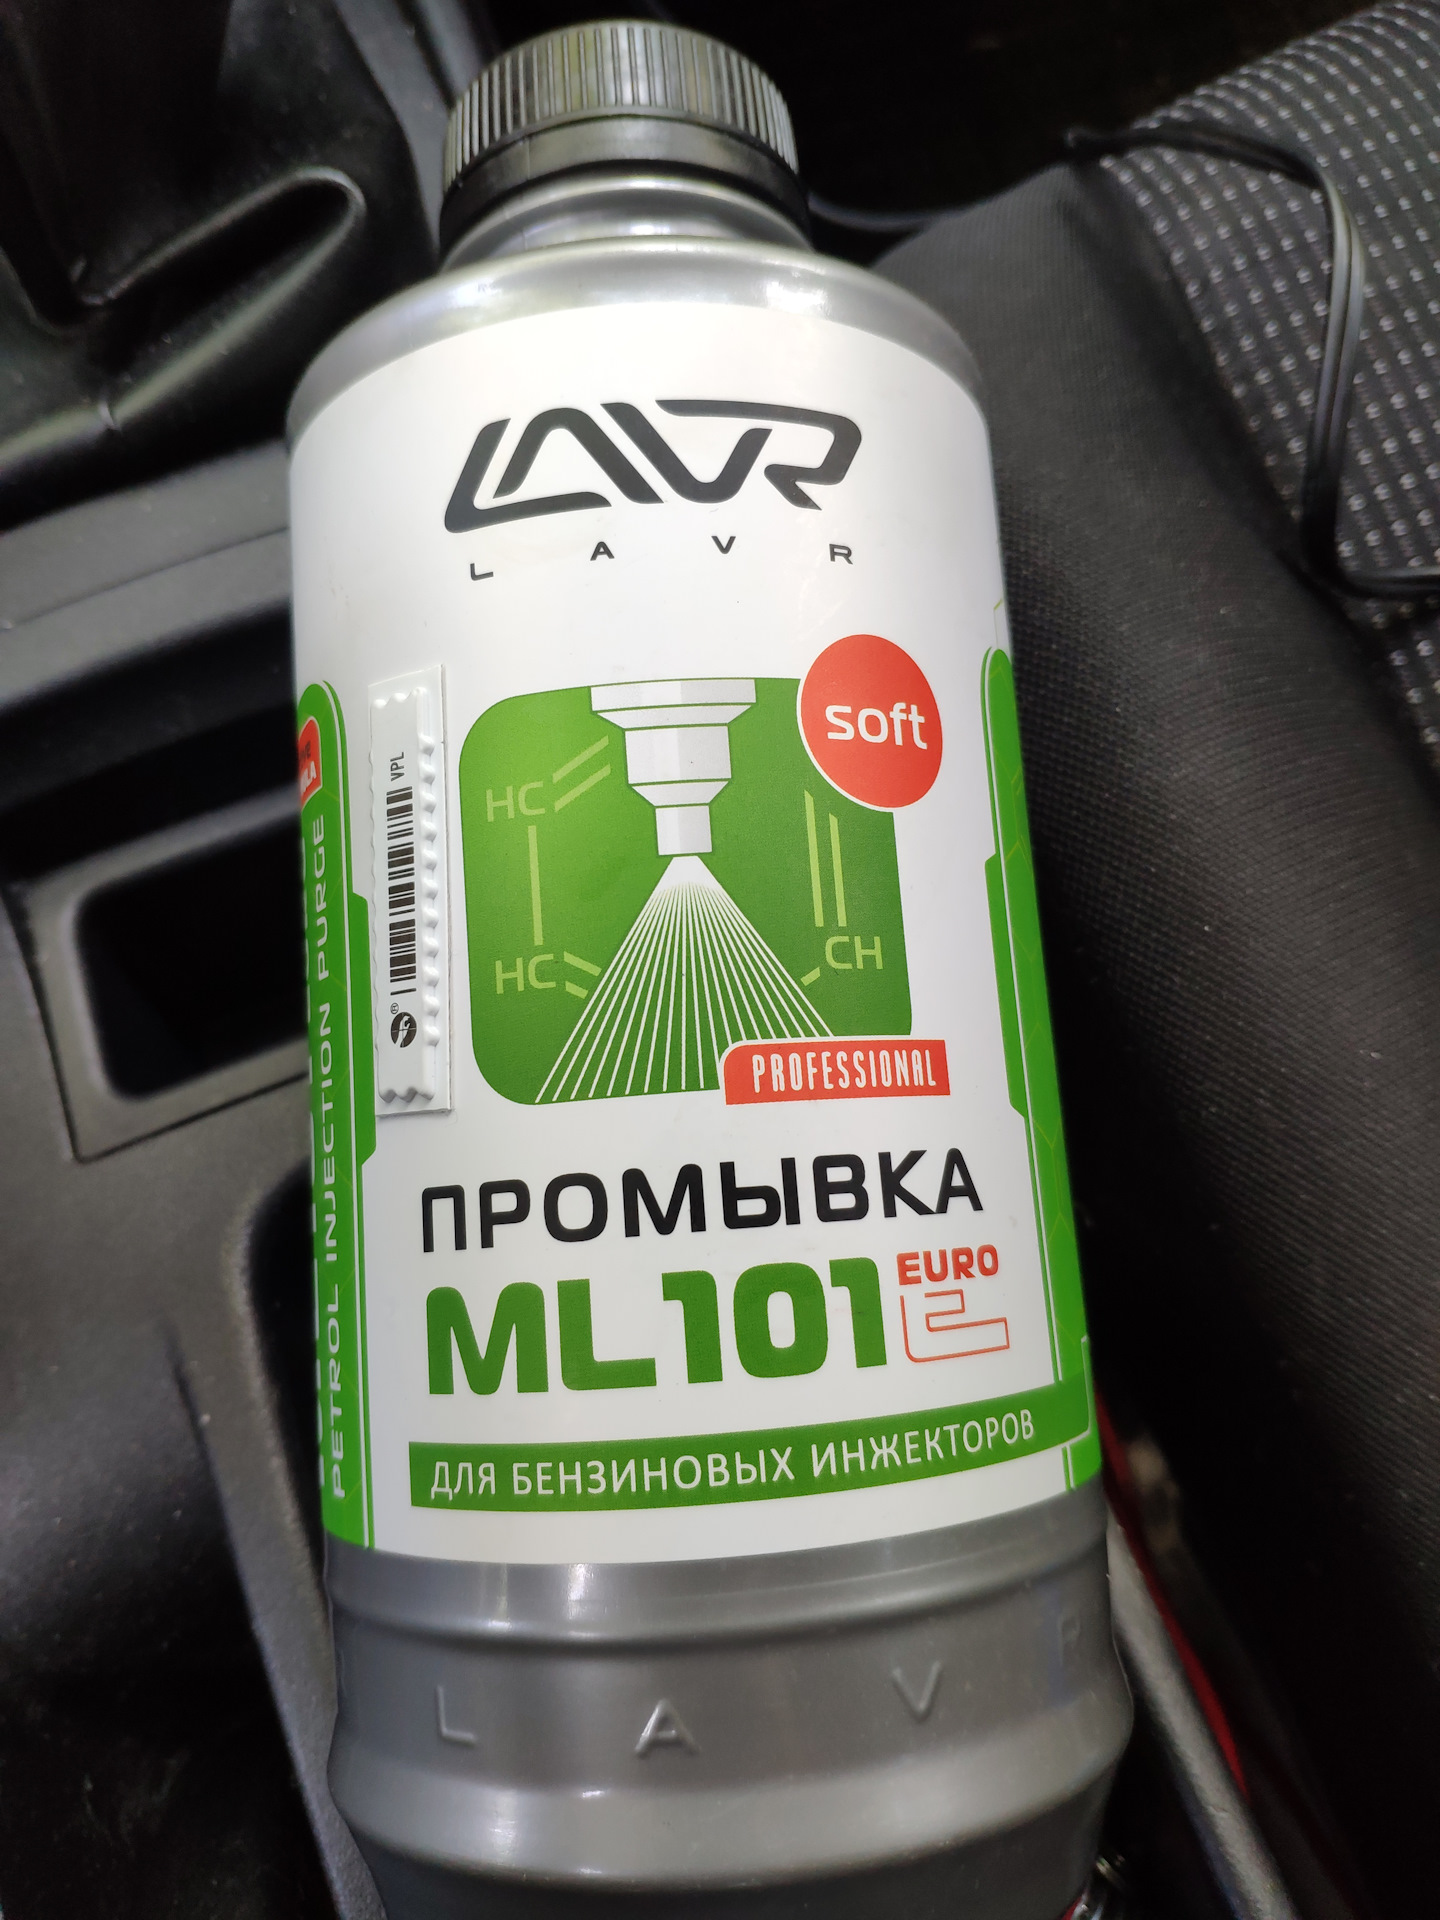 LAVR
LAVR
soft
VPL
HC
HC
CH
PROFESSIONAL
ПРОМЫВКА
ML101 EURO
E
ДЛЯ БЕНЗИНОВЫХ ИНЖЕКТОРОВ
PETROL INJECTION PURGE
LAVR